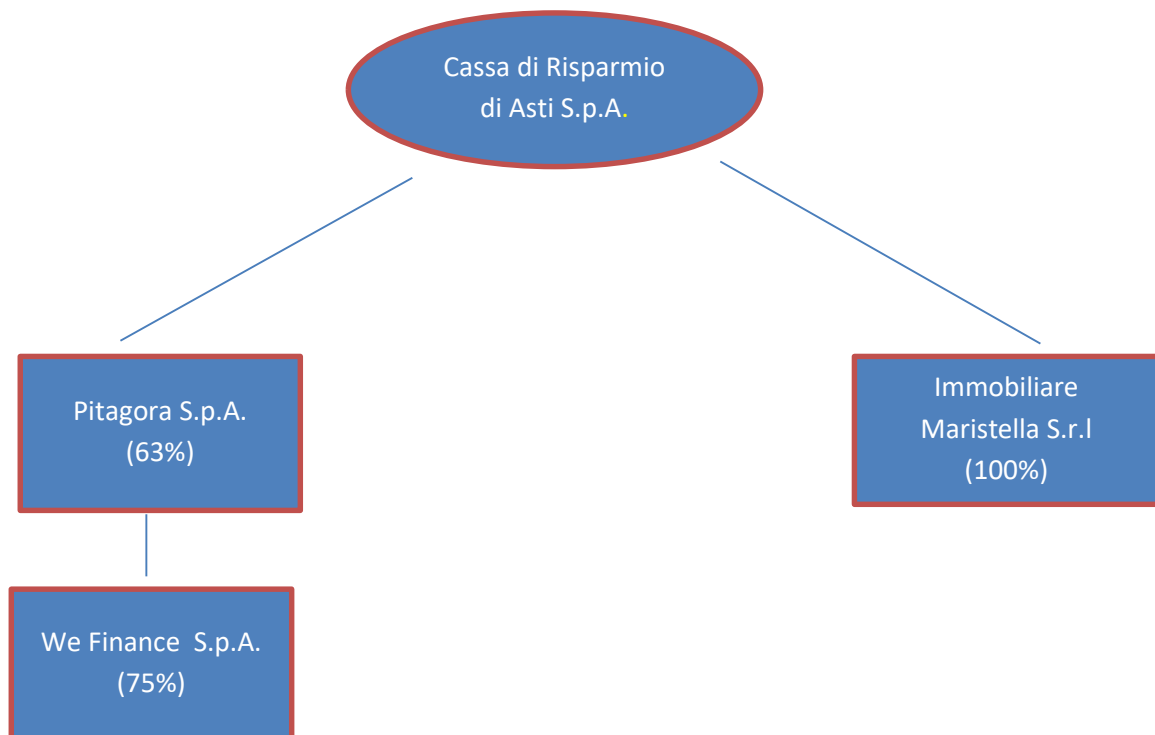 Cassa di Risparmio
di Asti S.p.A.
Pitagora S.p.A.
(63%)
Immobiliare
Maristella S.r.l
(100%)
We Finance  S.p.A.
(75%)